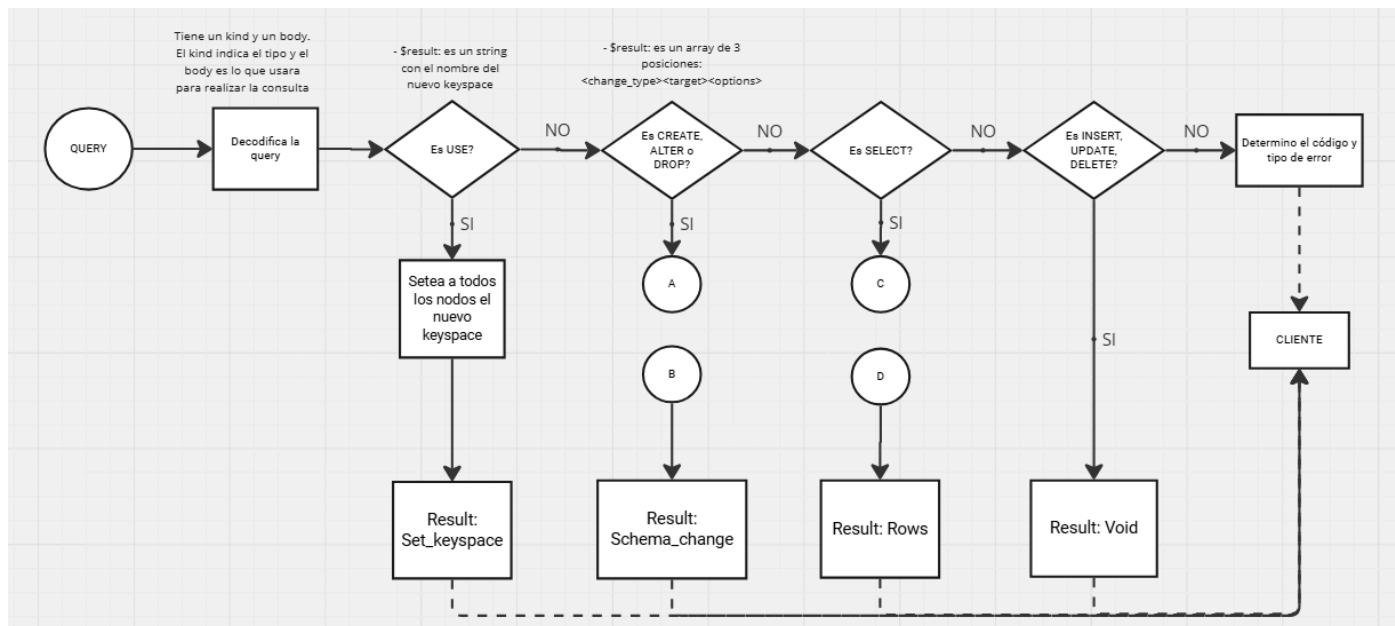 Tiene un kind y un body.
El kind indica el tipo y el
body es lo que usara
para realizar la consulta
- $result: es un string
con el nombre del
nuevo keyspace
- $result: es un array de 3
posiciones:
<change_type><target><options>
QUERY
Decodifica la
query
Es USE?
NO
Es CREATE,
ALTER o
DROP?
NO
Es SELECT?
NO
Es INSERT,
UPDATE,
DELETE?
NO
Determino el código y
tipo de error
SI
SI
SI
Setea a todos
los nodos el
nuevo
keyspace
A
C
SI
CLIENTE
B
D
Result:
Set_keyspace
Result:
Schema_change
Result: Rows
Result: Void